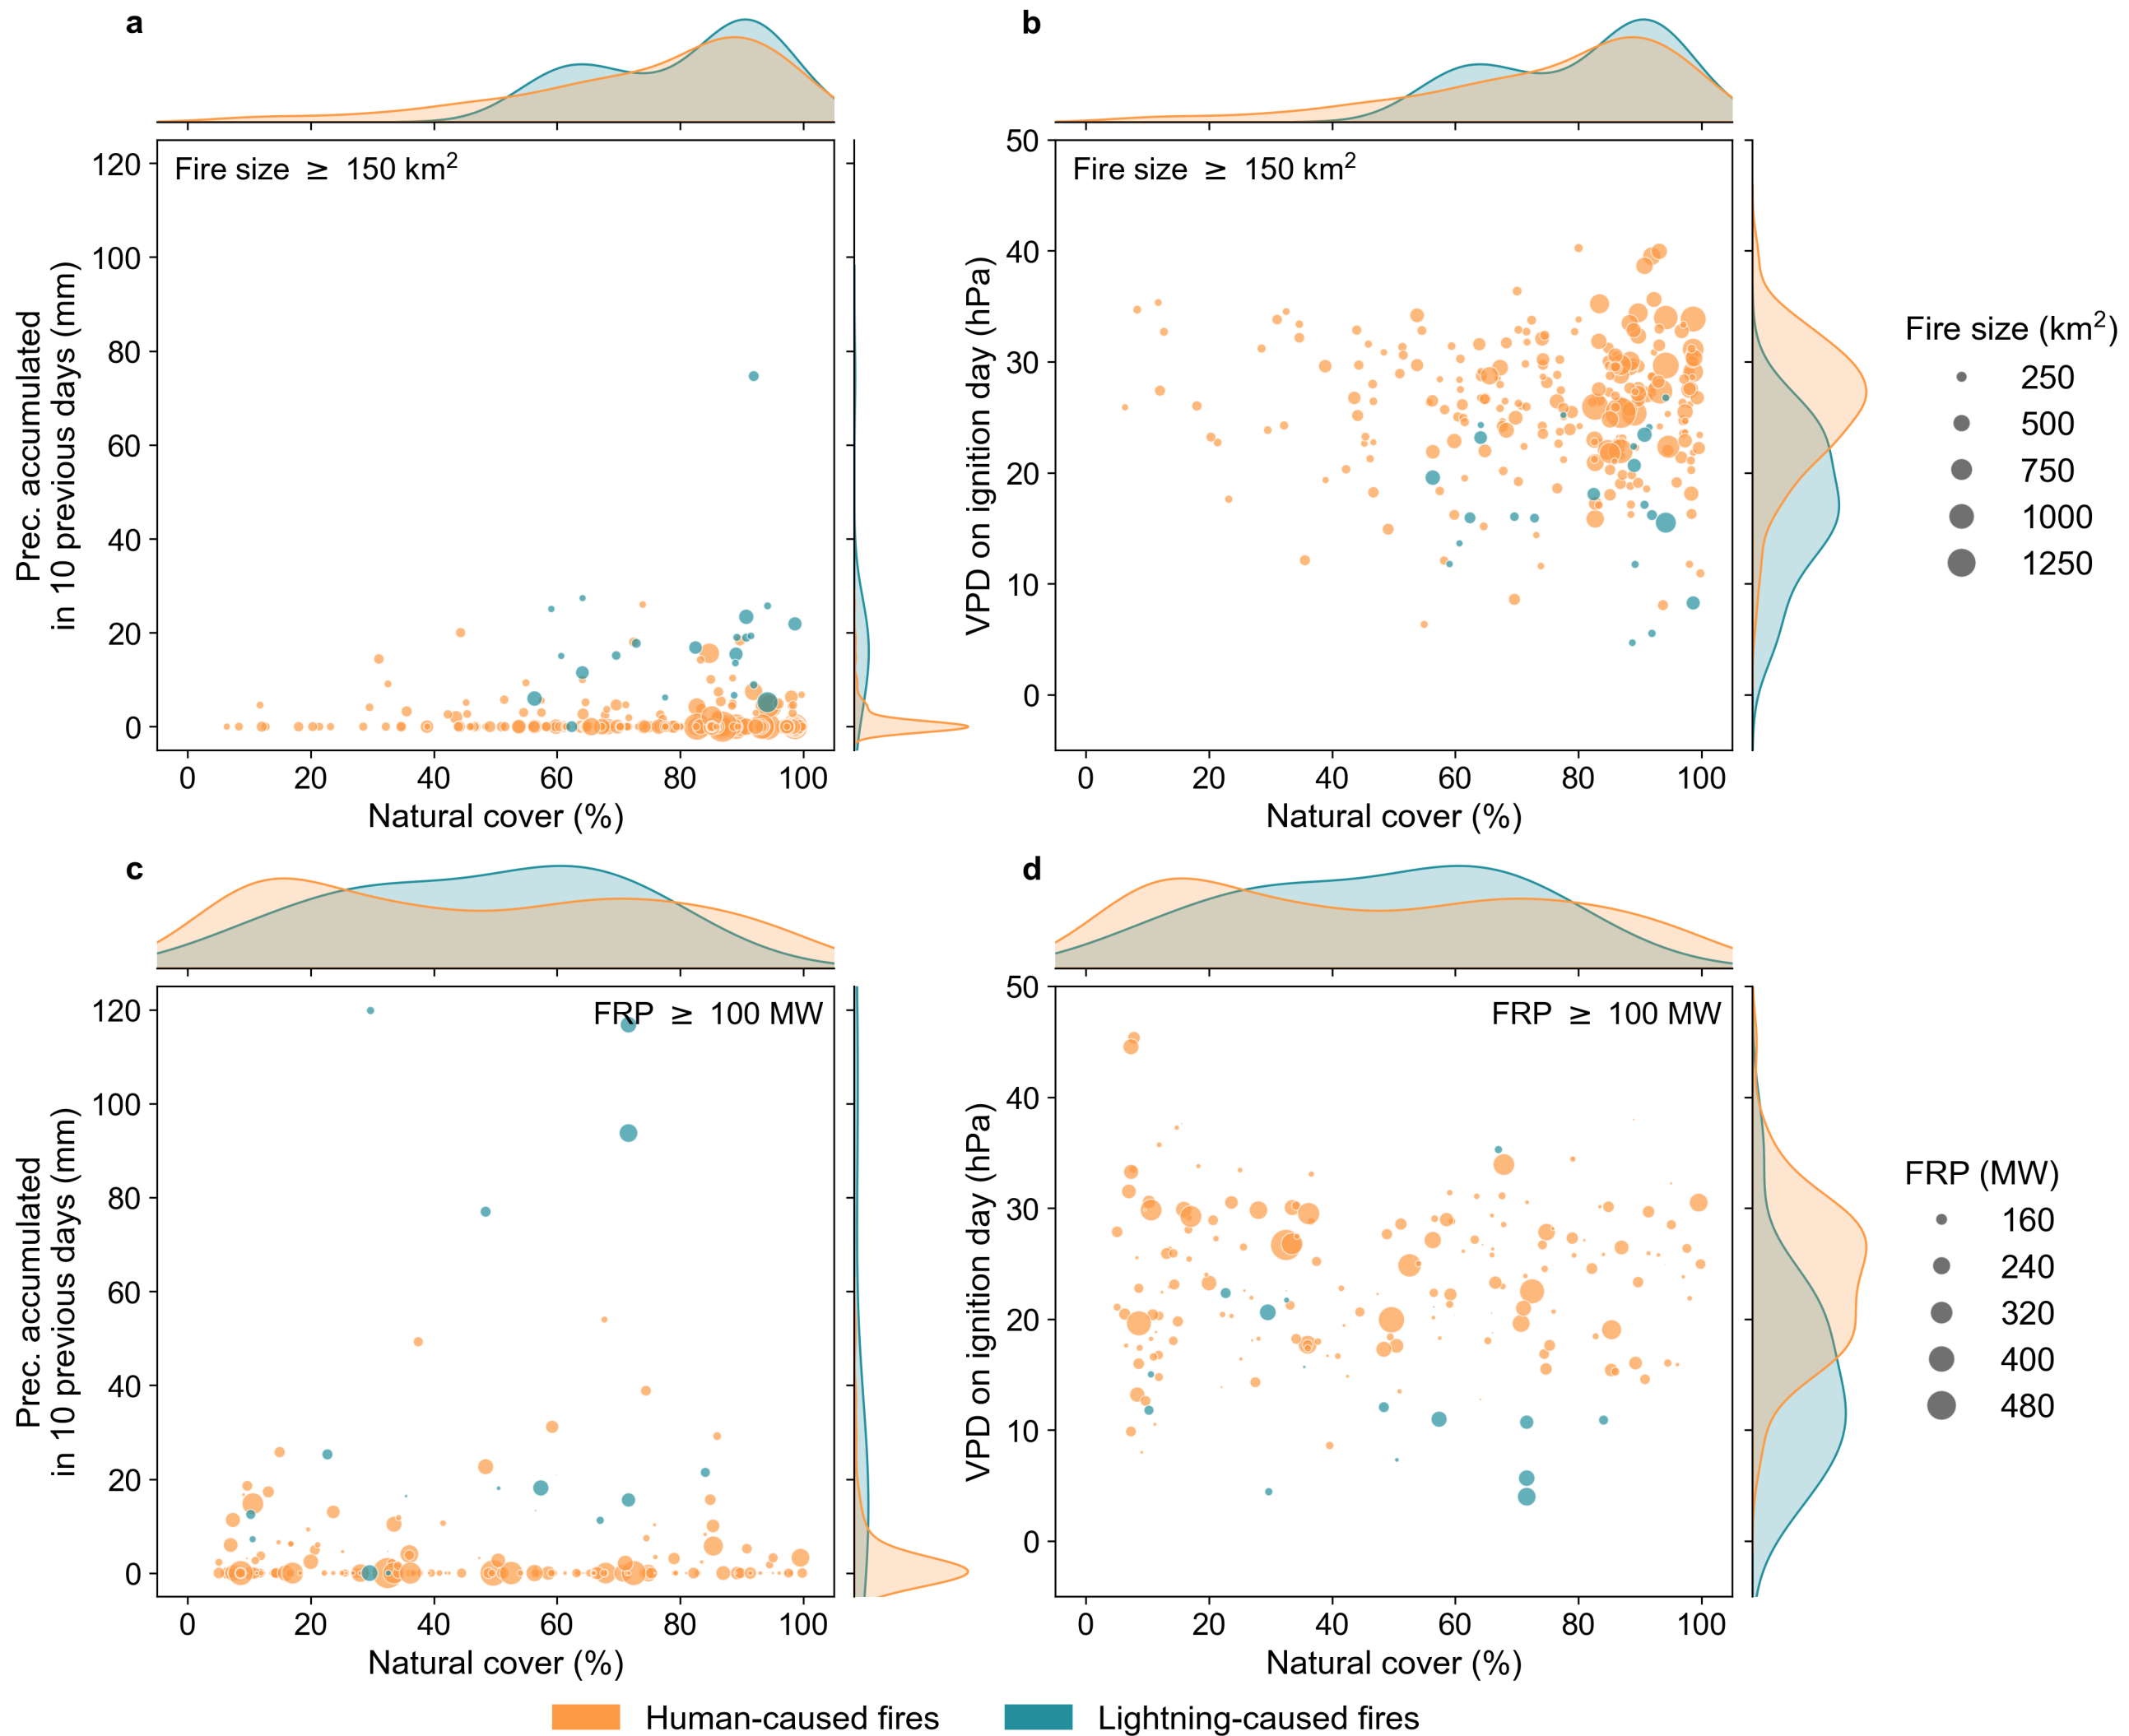 a
Fire size ≥ 150 km²
120
100
80
60
40
20
0
Prec. accumulated
in 10 previous days (mm)
0 20 40 60 80 100
Natural cover (%)
b
Fire size ≥ 150 km²
50
40
30
20
10
0
VPD on ignition day (hPa)
0 20 40 60 80 100
Natural cover (%)
Fire size (km²)
250
500
750
1000
1250
c
FRP ≥ 100 MW
120
100
80
60
40
20
0
Prec. accumulated
in 10 previous days (mm)
0 20 40 60 80 100
Natural cover (%)
d
FRP ≥ 100 MW
50
40
30
20
10
0
VPD on ignition day (hPa)
0 20 40 60 80 100
Natural cover (%)
FRP (MW)
160
240
320
400
480
Human-caused fires
Lightning-caused fires